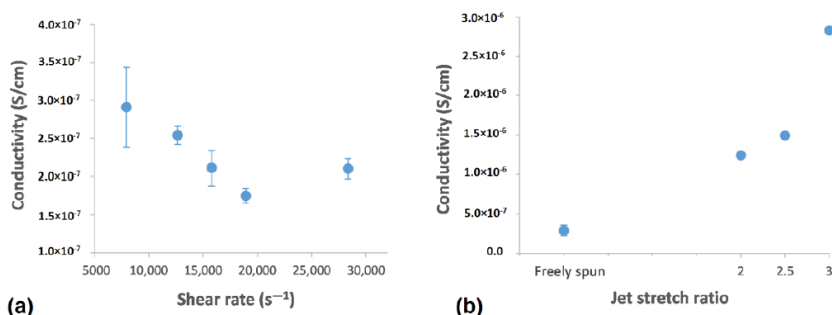 4.0×10⁻⁷
3.0×10⁻⁷
3.0×10⁻⁷
2.5×10⁻⁷
2.0×10⁻⁷
1.5×10⁻⁷
1.0×10⁻⁷
Conductivity (S/cm)
5000 10,000 15,000 20,000 25,000 30,000
Shear rate (s⁻¹)
(a)
3.0×10⁻⁶
2.5×10⁻⁶
1.5×10⁻⁶
1.5×10⁻⁶
1.0×10⁻⁶
5.0×10⁻⁷
0.0
Conductivity (S/cm)
Freely spun 2 2.5 3
Jet stretch ratio
(b)